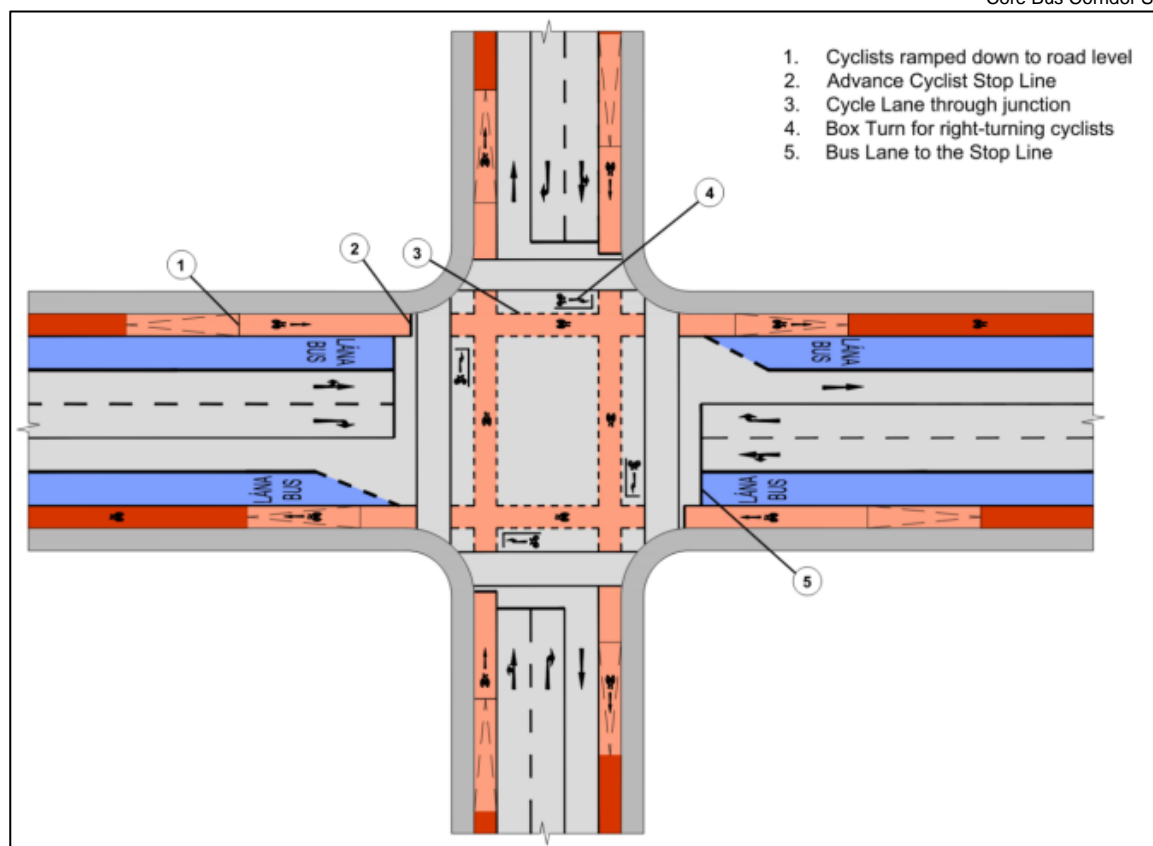 Core Bus Corridor S
1. Cyclists ramped down to road level
2. Advance Cyclist Stop Line
3. Cycle Lane through junction
4. Box Turn for right-turning cyclists
5. Bus Lane to the Stop Line
4
3
2
1
LÁNA
BUS
LÁNA
BUS
LÁNA
BUS
LÁNA
BUS
5